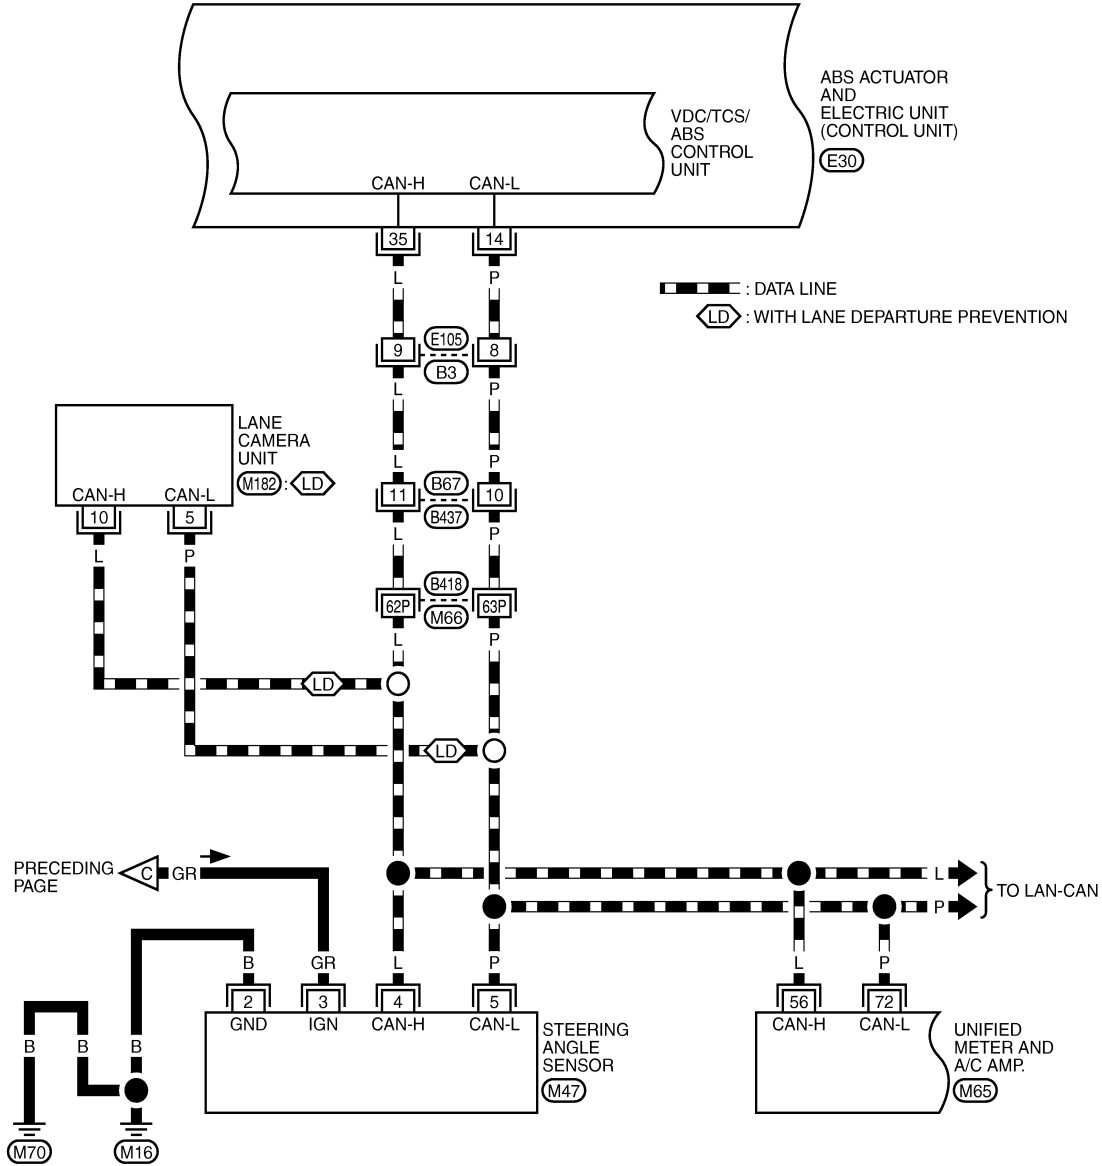 ABS ACTUATOR
AND
ELECTRIC UNIT
(CONTROL UNIT)
E30
VDC/TCS/
ABS
CONTROL
UNIT
CAN-H CAN-L
35 14
L P
: DATA LINE
LD : WITH LANE DEPARTURE PREVENTION
E105
9 8
B3
L P
LANE
CAMERA
UNIT
M182 : LD
CAN-H CAN-L
10 5
L P
L P
B67
11 10
B437
L P
B418
62P 63P
M66
L P
LD
LD
PRECEDING
PAGE
C GR
L
P
TO LAN-CAN
B GR L P L P
2 3 4 5 56 72
GND IGN CAN-H CAN-L CAN-H CAN-L
STEERING
ANGLE
SENSOR
M47
UNIFIED
METER AND
A/C AMP.
M65
B B B
M70 M16